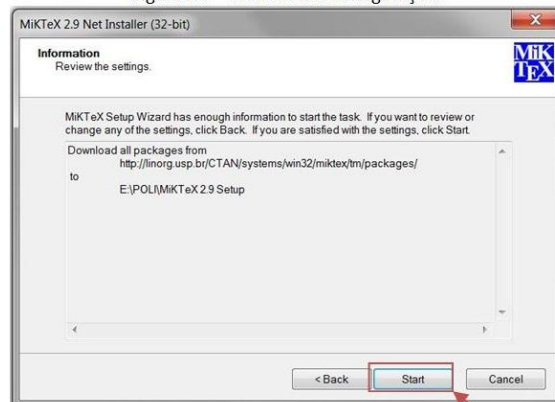 MiKTeX 2.9 Net Installer (32-bit)
Information
Review the settings.
MiK
TEX
MiKTeX Setup Wizard has enough information to start the task. If you want to review or
change any of the settings, click Back. If you are satisfied with the settings, click Start.
Download all packages from
http://linorg.usp.br/CTAN/systems/win32/miktex/tm/packages/
to
E:\POLI\MiKTeX 2.9 Setup
< Back
Start
Cancel